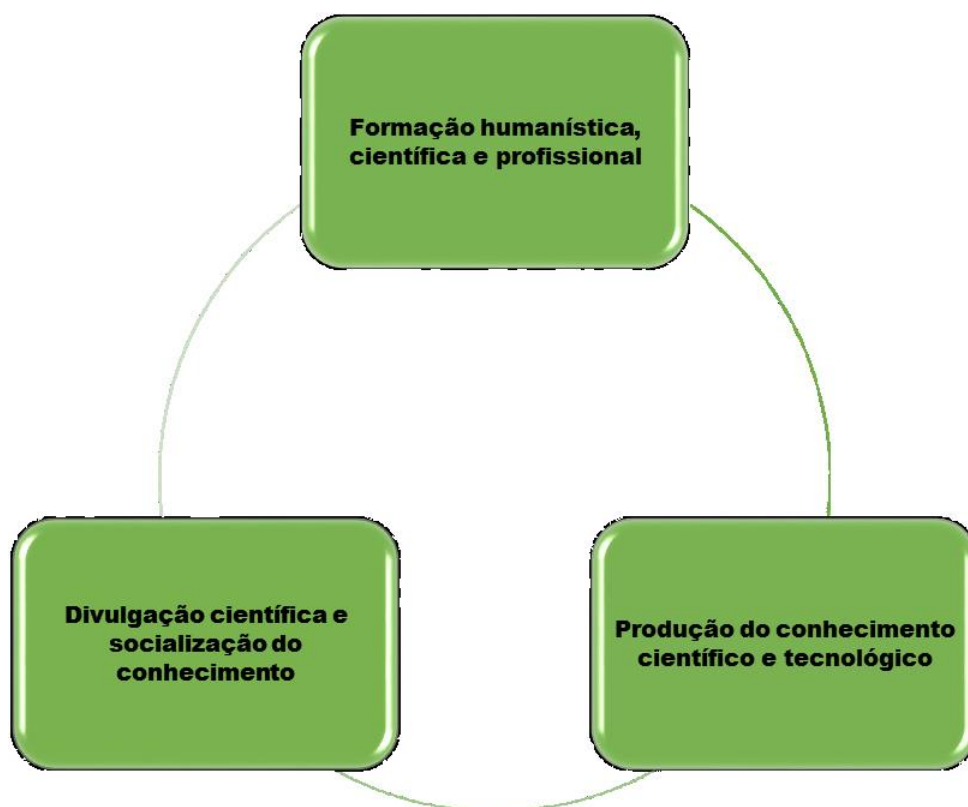 Formação humanística,
científica e profissional
Divulgação científica e
socialização do
conhecimento
Produção do conhecimento
científico e tecnológico